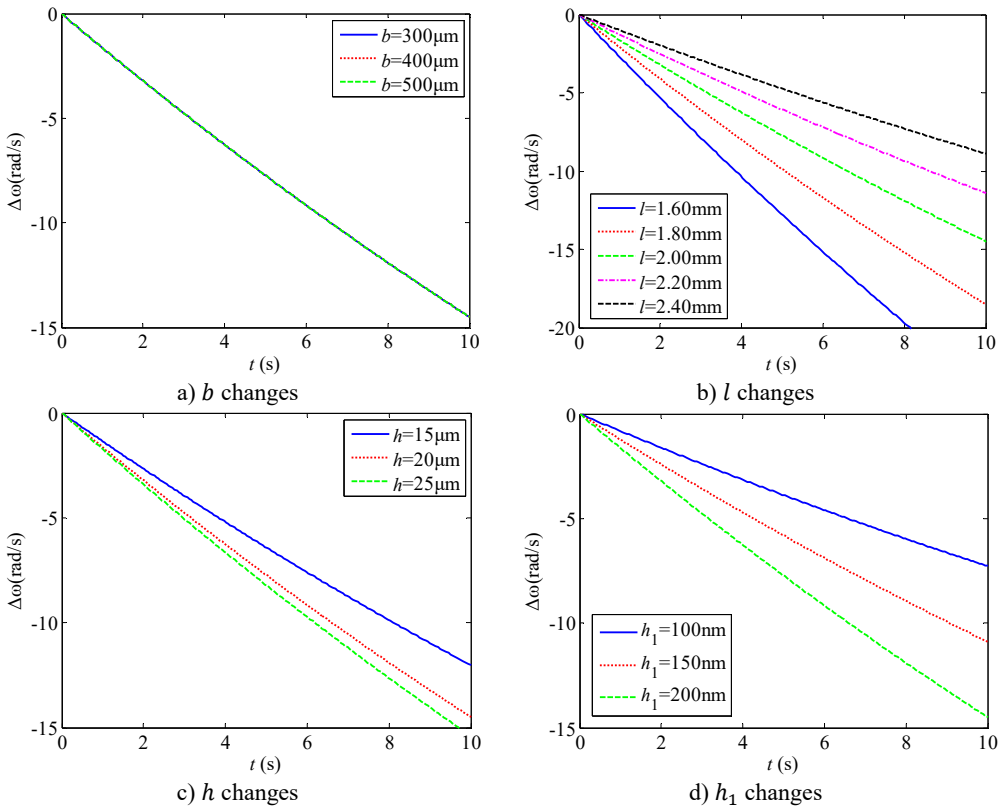 0
-5
-10
-15
Δω(rad/s)
b=300μm
b=400μm
b=500μm
0 2 4 6 8 10
t (s)
a) b changes
0
-5
-10
-15
-20
Δω(rad/s)
l=1.60mm
l=1.80mm
l=2.00mm
l=2.20mm
l=2.40mm
0 2 4 6 8 10
t (s)
b) l changes
0
-5
-10
-15
Δω(rad/s)
h=15μm
h=20μm
h=25μm
0 2 4 6 8 10
t (s)
c) h changes
0
-5
-10
-15
Δω(rad/s)
h1=100nm
h1=150nm
h1=200nm
0 2 4 6 8 10
t (s)
d) h1 changes